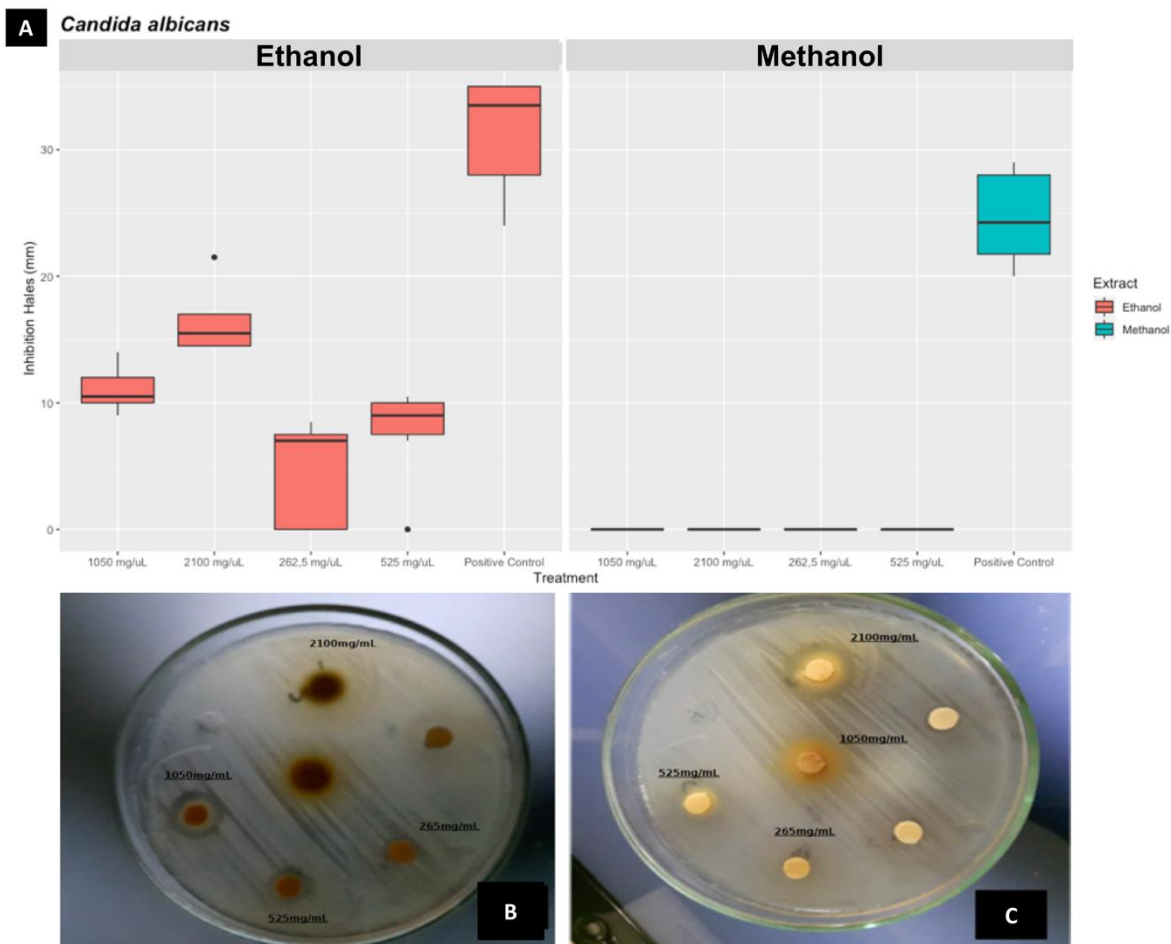 A
Candida albicans
Ethanol
Methanol
Inhibition Hales (mm)
30
20
10
0
1050 mg/uL
2100 mg/uL
262,5 mg/uL
525 mg/uL
Positive Control
1050 mg/uL
2100 mg/uL
262,5 mg/uL
525 mg/uL
Positive Control
Treatment
Extract
Ethanol
Methanol
2100mg/mL
1050mg/mL
265mg/mL
525mg/mL
B
2100mg/mL
1050mg/mL
525mg/mL
265mg/mL
C